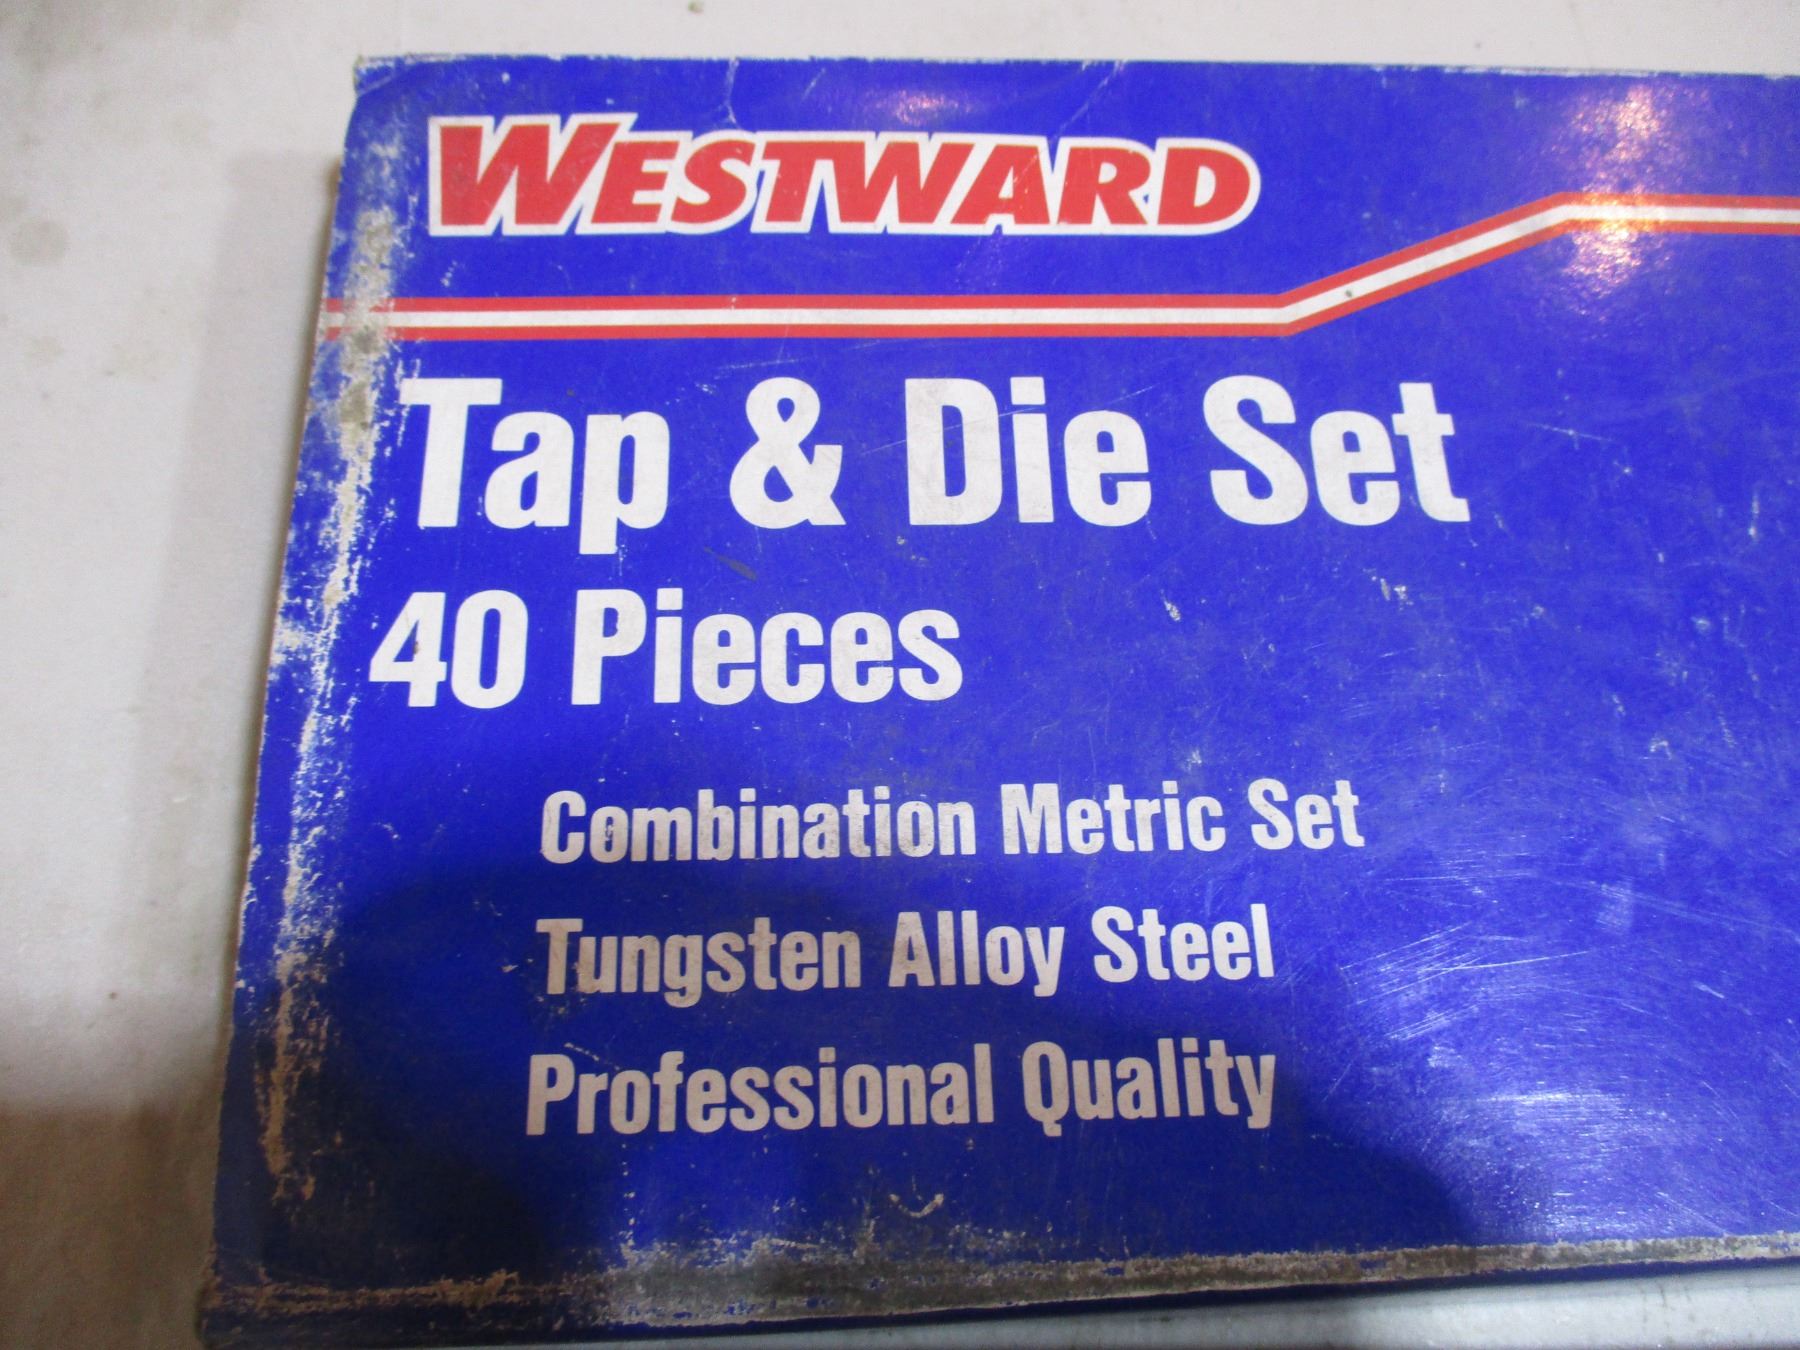 WESTWARD
Tap & Die Set
40 Pieces
Combination Metric Set
Tungsten Alloy Steel
Professional Quality